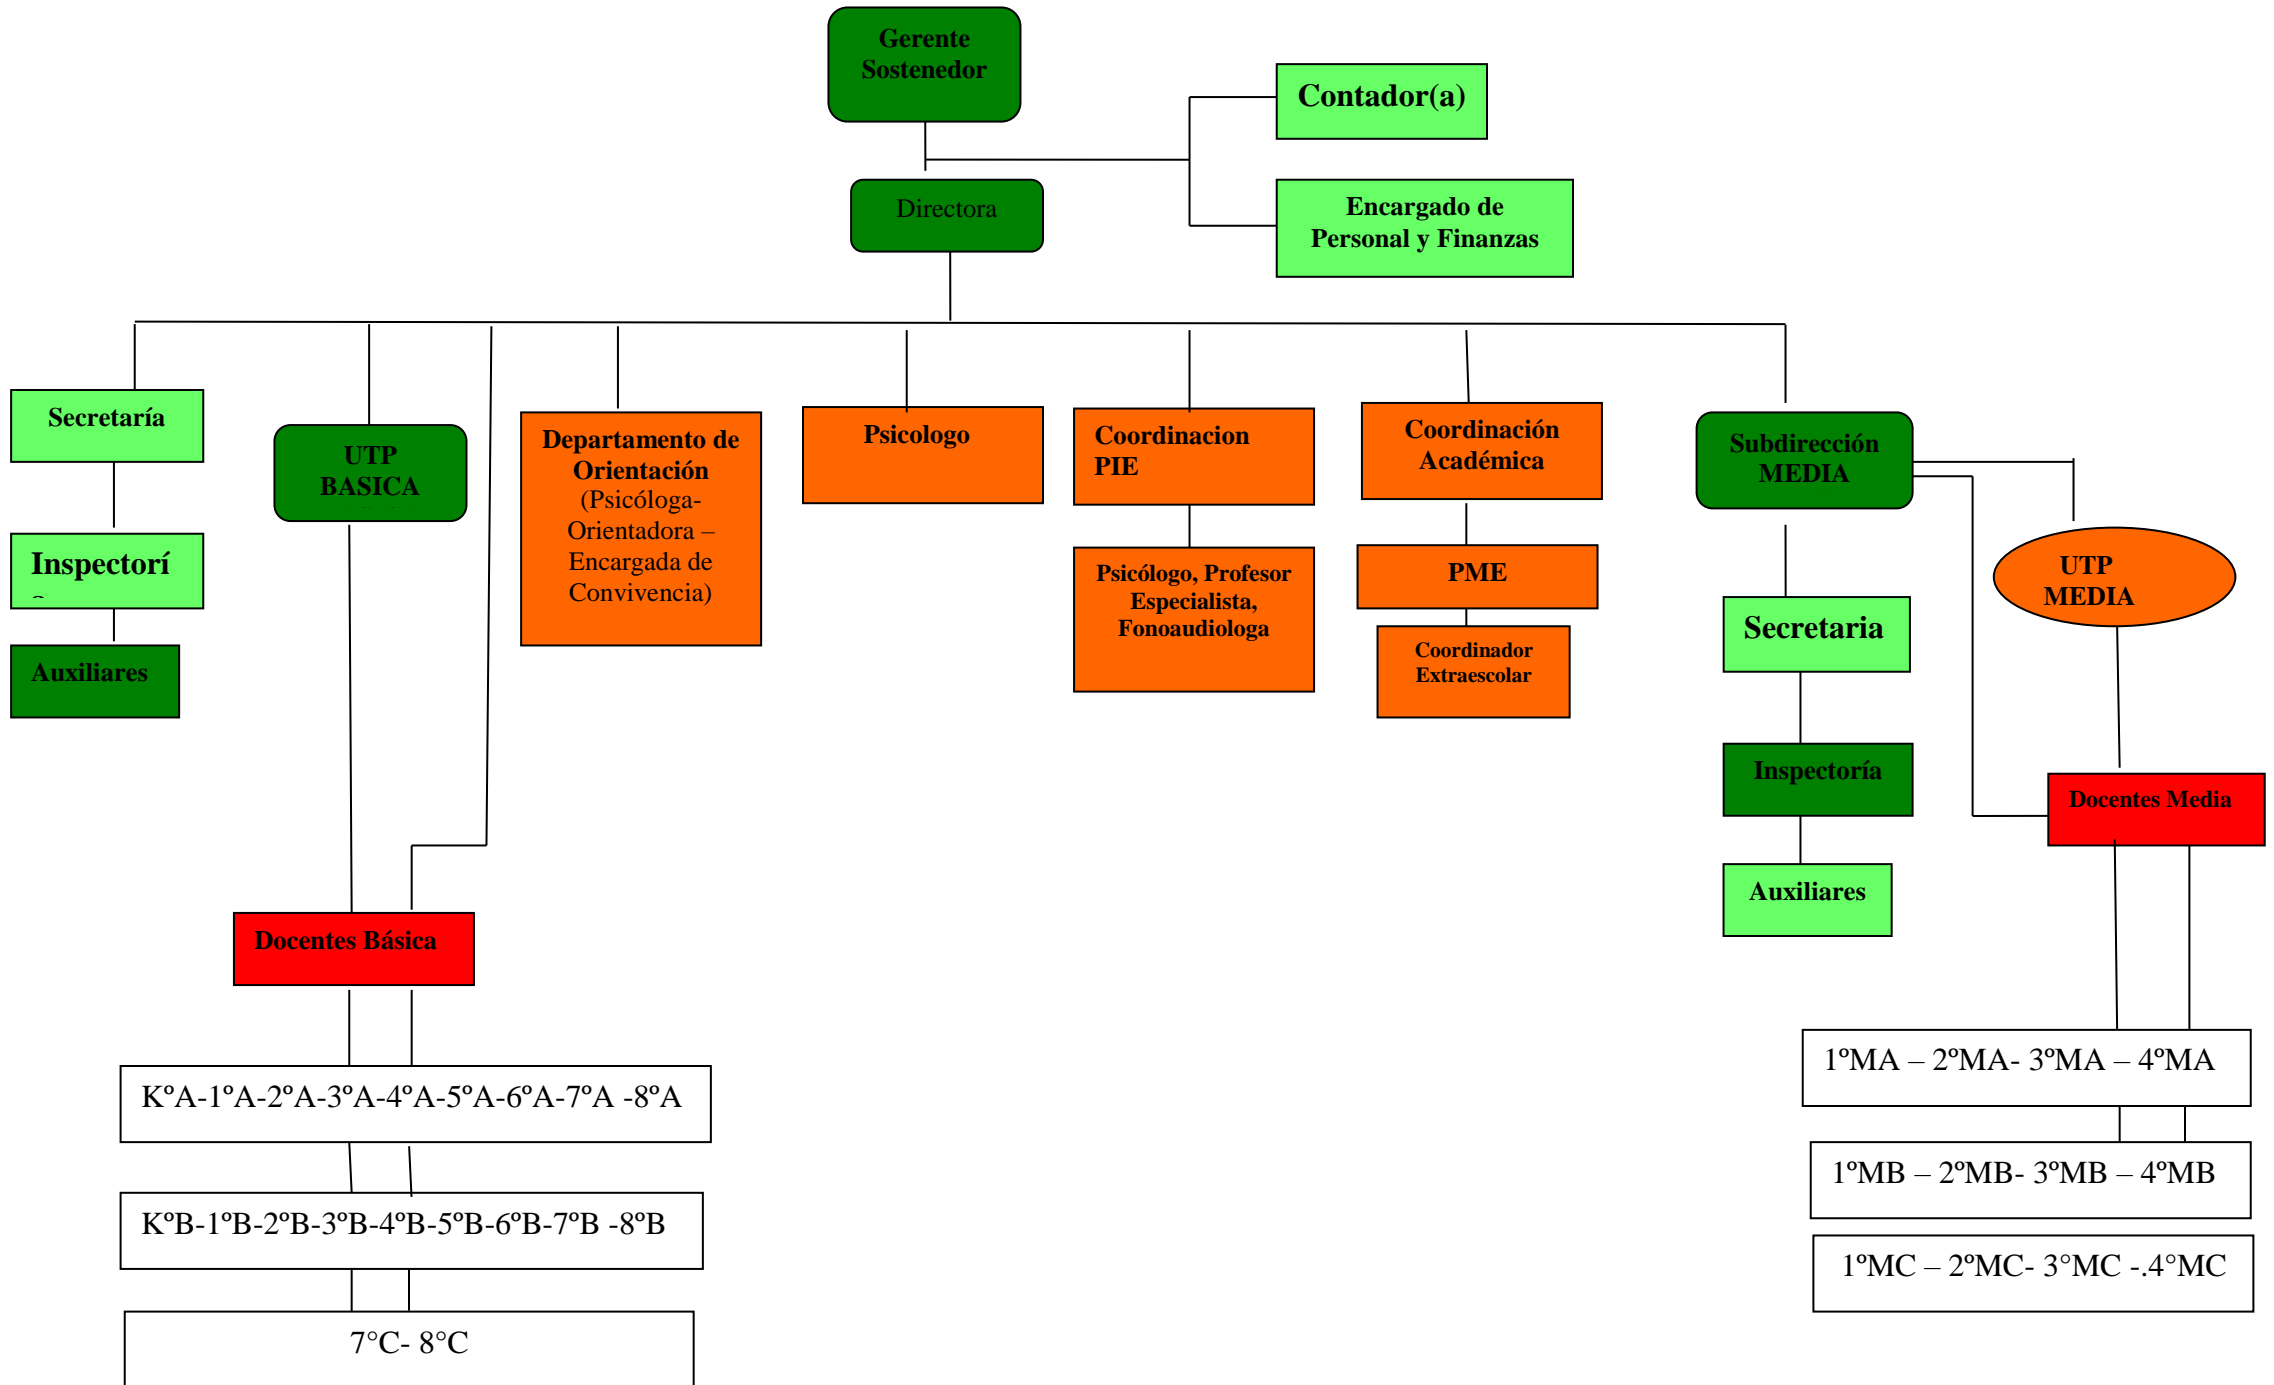 Gerente
Sostenedor
Contador(a)
Directora
Encargado de
Personal y Finanzas
Secretaría
Inspectorí
Auxiliares
UTP
BASICA
Departamento de
Orientación
(Psicóloga-
Orientadora –
Encargada de
Convivencia)
Psicologo
Coordinacion
PIE
Psicólogo, Profesor
Especialista,
Fonoaudiologa
Coordinación
Académica
PME
Coordinador
Extraescolar
Subdirección
MEDIA
UTP
MEDIA
Secretaria
Inspectoría
Auxiliares
Docentes Media
Docentes Básica
KºA-1ºA-2ºA-3ºA-4ºA-5ºA-6ºA-7ºA -8ºA
KºB-1ºB-2ºB-3ºB-4ºB-5ºB-6ºB-7ºB -8ºB
7°C- 8°C
1ºMA – 2ºMA- 3ºMA – 4ºMA
1ºMB – 2ºMB- 3ºMB – 4ºMB
1ºMC – 2ºMC- 3°MC -.4°MC